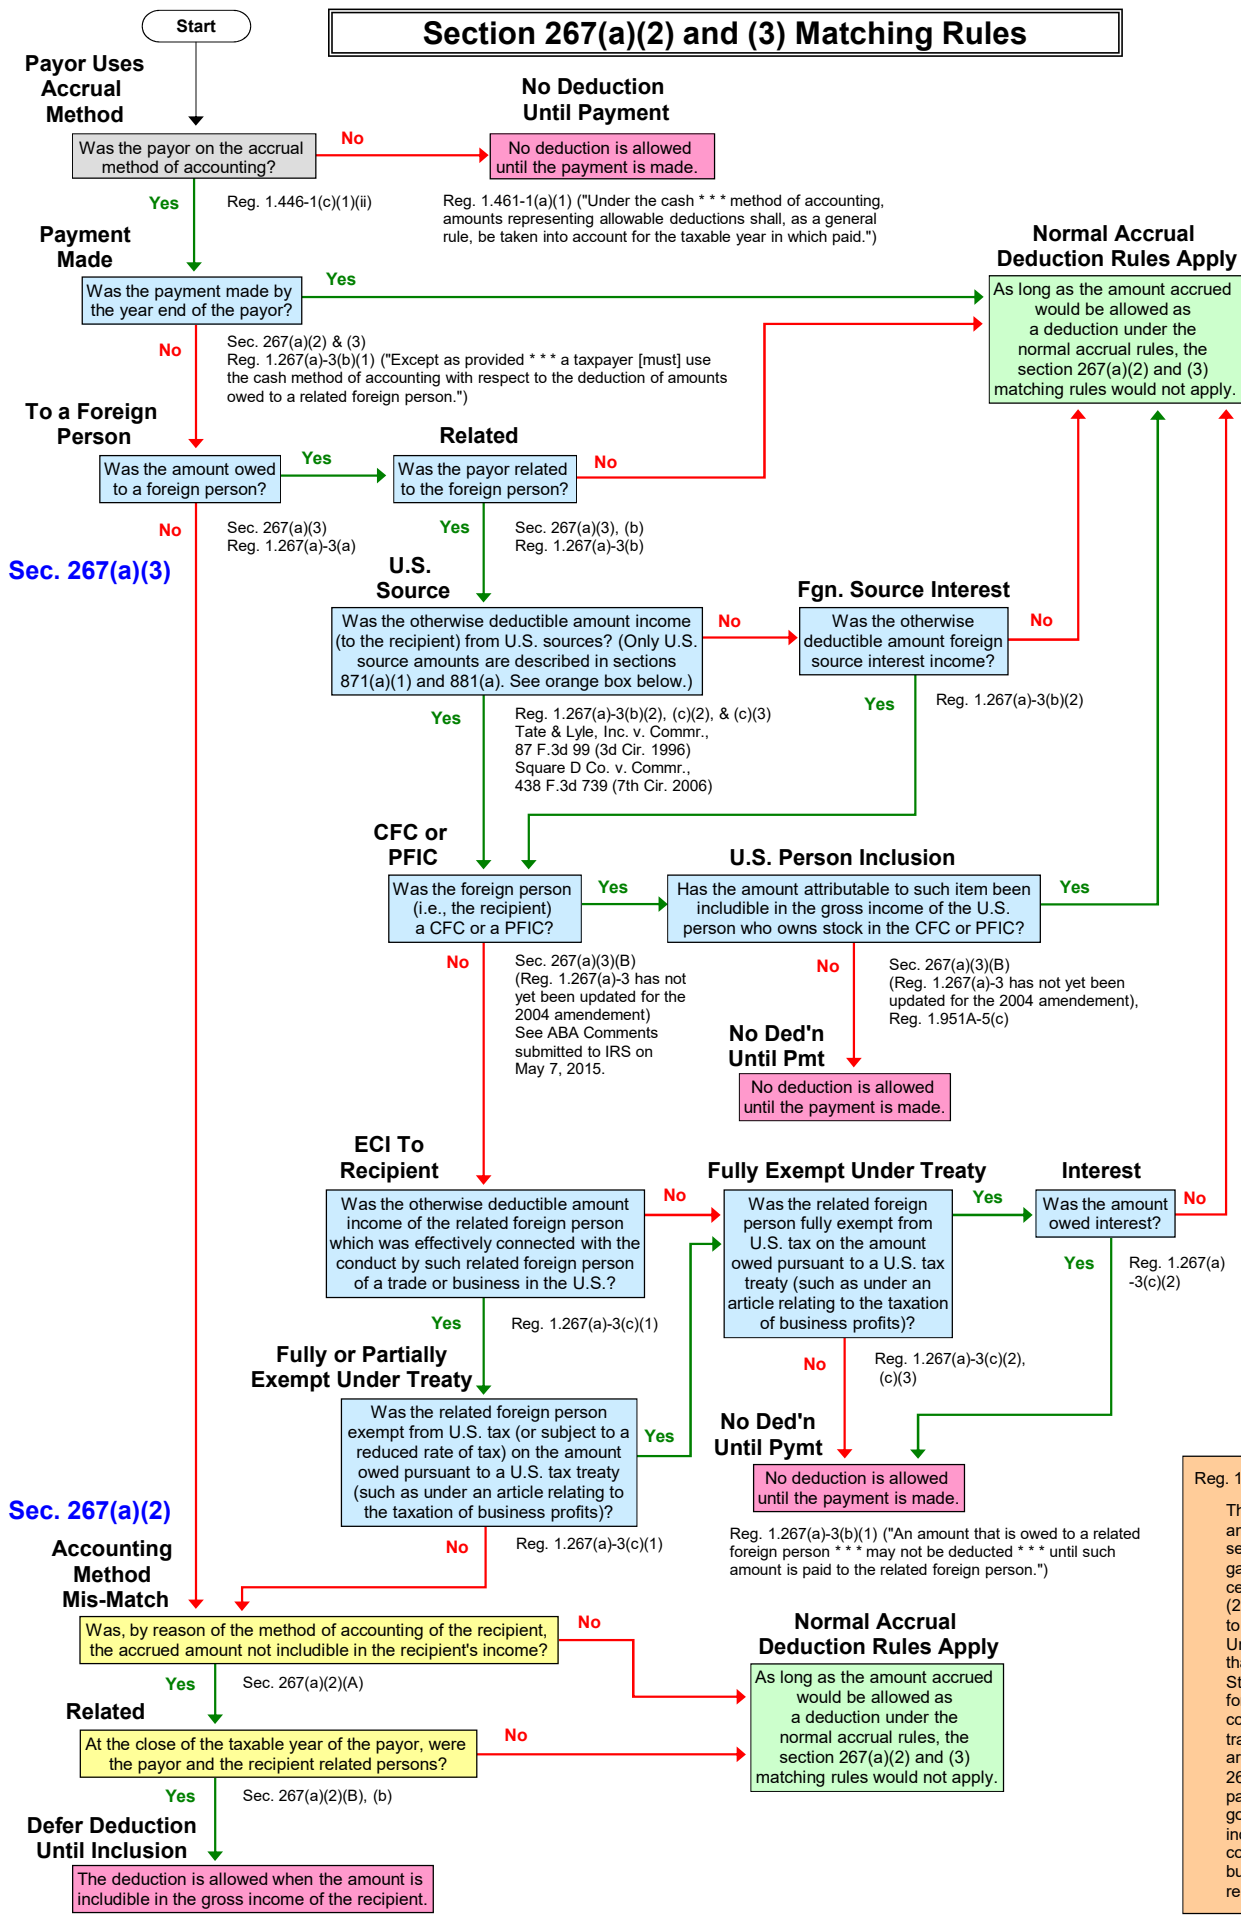 Start
Section 267(a)(2) and (3) Matching Rules
Payor Uses
Accrual
Method
No Deduction
Until Payment
Was the payor on the accrual
method of accounting?
No
No deduction is allowed
until the payment is made.
Yes
Reg. 1.446-1(c)(1)(ii)
Reg. 1.461-1(a)(1) ("Under the cash * * * method of accounting,
amounts representing allowable deductions shall, as a general
rule, be taken into account for the taxable year in which paid.")
Payment
Made
Normal Accrual
Deduction Rules Apply
Was the payment made by
the year end of the payor?
Yes
As long as the amount accrued
would be allowed as
a deduction under the
normal accrual rules, the
section 267(a)(2) and (3)
matching rules would not apply.
No
Sec. 267(a)(2) & (3)
Reg. 1.267(a)-3(b)(1) ("Except as provided * * * a taxpayer [must] use
the cash method of accounting with respect to the deduction of amounts
owed to a related foreign person.")
To a Foreign
Person
Related
Was the amount owed
to a foreign person?
Yes
Was the payor related
to the foreign person?
No
No
Sec. 267(a)(3)
Reg. 1.267(a)-3(a)
Yes
Sec. 267(a)(3), (b)
Reg. 1.267(a)-3(b)
Sec. 267(a)(3)
U.S.
Source
Fgn. Source Interest
Was the otherwise deductible amount income
(to the recipient) from U.S. sources? (Only U.S.
source amounts are described in sections
871(a)(1) and 881(a). See orange box below.)
No
Was the otherwise
deductible amount foreign
source interest income?
No
Yes
Reg. 1.267(a)-3(b)(2), (c)(2), & (c)(3)
Tate & Lyle, Inc. v. Commr.,
87 F.3d 99 (3d Cir. 1996)
Square D Co. v. Commr.,
438 F.3d 739 (7th Cir. 2006)
Yes
Reg. 1.267(a)-3(b)(2)
CFC or
PFIC
U.S. Person Inclusion
Was the foreign person
(i.e., the recipient)
a CFC or a PFIC?
Yes
Has the amount attributable to such item been
includible in the gross income of the U.S.
person who owns stock in the CFC or PFIC?
Yes
No
Sec. 267(a)(3)(B)
(Reg. 1.267(a)-3 has not
yet been updated for the
2004 amendement)
See ABA Comments
submitted to IRS on
May 7, 2015.
No
Sec. 267(a)(3)(B)
(Reg. 1.267(a)-3 has not yet been
updated for the 2004 amendement),
Reg. 1.951A-5(c)
No Ded'n
Until Pmt
No deduction is allowed
until the payment is made.
ECI To
Recipient
Fully Exempt Under Treaty
Interest
Was the otherwise deductible amount
income of the related foreign person
which was effectively connected with the
conduct by such related foreign person
of a trade or business in the U.S.?
No
Was the related foreign
person fully exempt from
U.S. tax on the amount
owed pursuant to a U.S. tax
treaty (such as under an
article relating to the taxation
of business profits)?
Yes
Was the amount
owed interest?
No
Yes
Reg. 1.267(a)
-3(c)(2)
Yes
Reg. 1.267(a)-3(c)(1)
No
Reg. 1.267(a)-3(c)(2),
(c)(3)
Fully or Partially
Exempt Under Treaty
Was the related foreign person
exempt from U.S. tax (or subject to a
reduced rate of tax) on the amount
owed pursuant to a U.S. tax treaty
(such as under an article relating to
the taxation of business profits)?
Yes
No Ded'n
Until Pymt
No deduction is allowed
until the payment is made.
Reg. 1.267(a)-3(b)(1) ("An amount that is owed to a related
foreign person * * * may not be deducted * * * until such
amount is paid to the related foreign person.")
No
Reg. 1.267(a)-3(c)(1)
Sec. 267(a)(2)
Accounting
Method
Mis-Match
Was, by reason of the method of accounting of the recipient,
the accrued amount not includible in the recipient's income?
No
Normal Accrual
Deduction Rules Apply
As long as the amount accrued
would be allowed as
a deduction under the
normal accrual rules, the
section 267(a)(2) and (3)
matching rules would not apply.
Yes
Sec. 267(a)(2)(A)
Related
At the close of the taxable year of the payor, were
the payor and the recipient related persons?
No
Yes
Sec. 267(a)(2)(B), (b)
Defer Deduction
Until Inclusion
The deduction is allowed when the amount is
includible in the gross income of the recipient.
Reg. 1